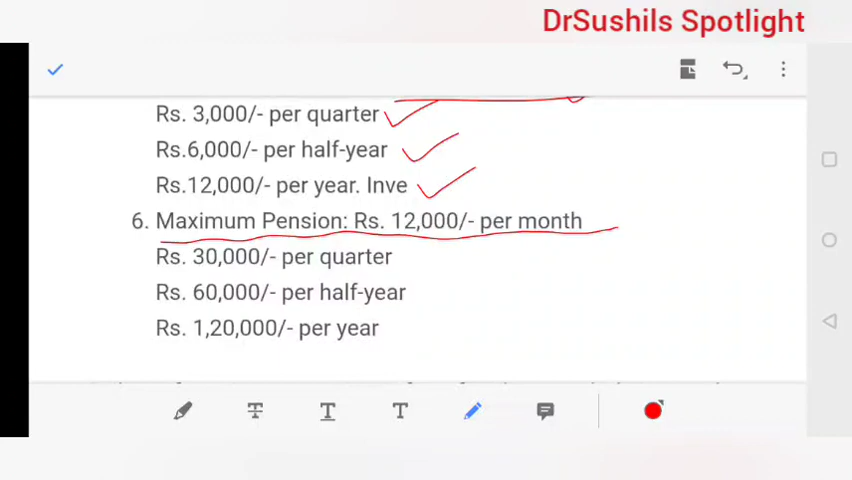 DrSushils Spotlight
Rs. 3,000/- per quarter
Rs.6,000/- per half-year
Rs.12,000/- per year. Inve
6. Maximum Pension: Rs. 12,000/- per month
Rs. 30,000/- per quarter
Rs. 60,000/- per half-year
Rs. 1,20,000/- per year